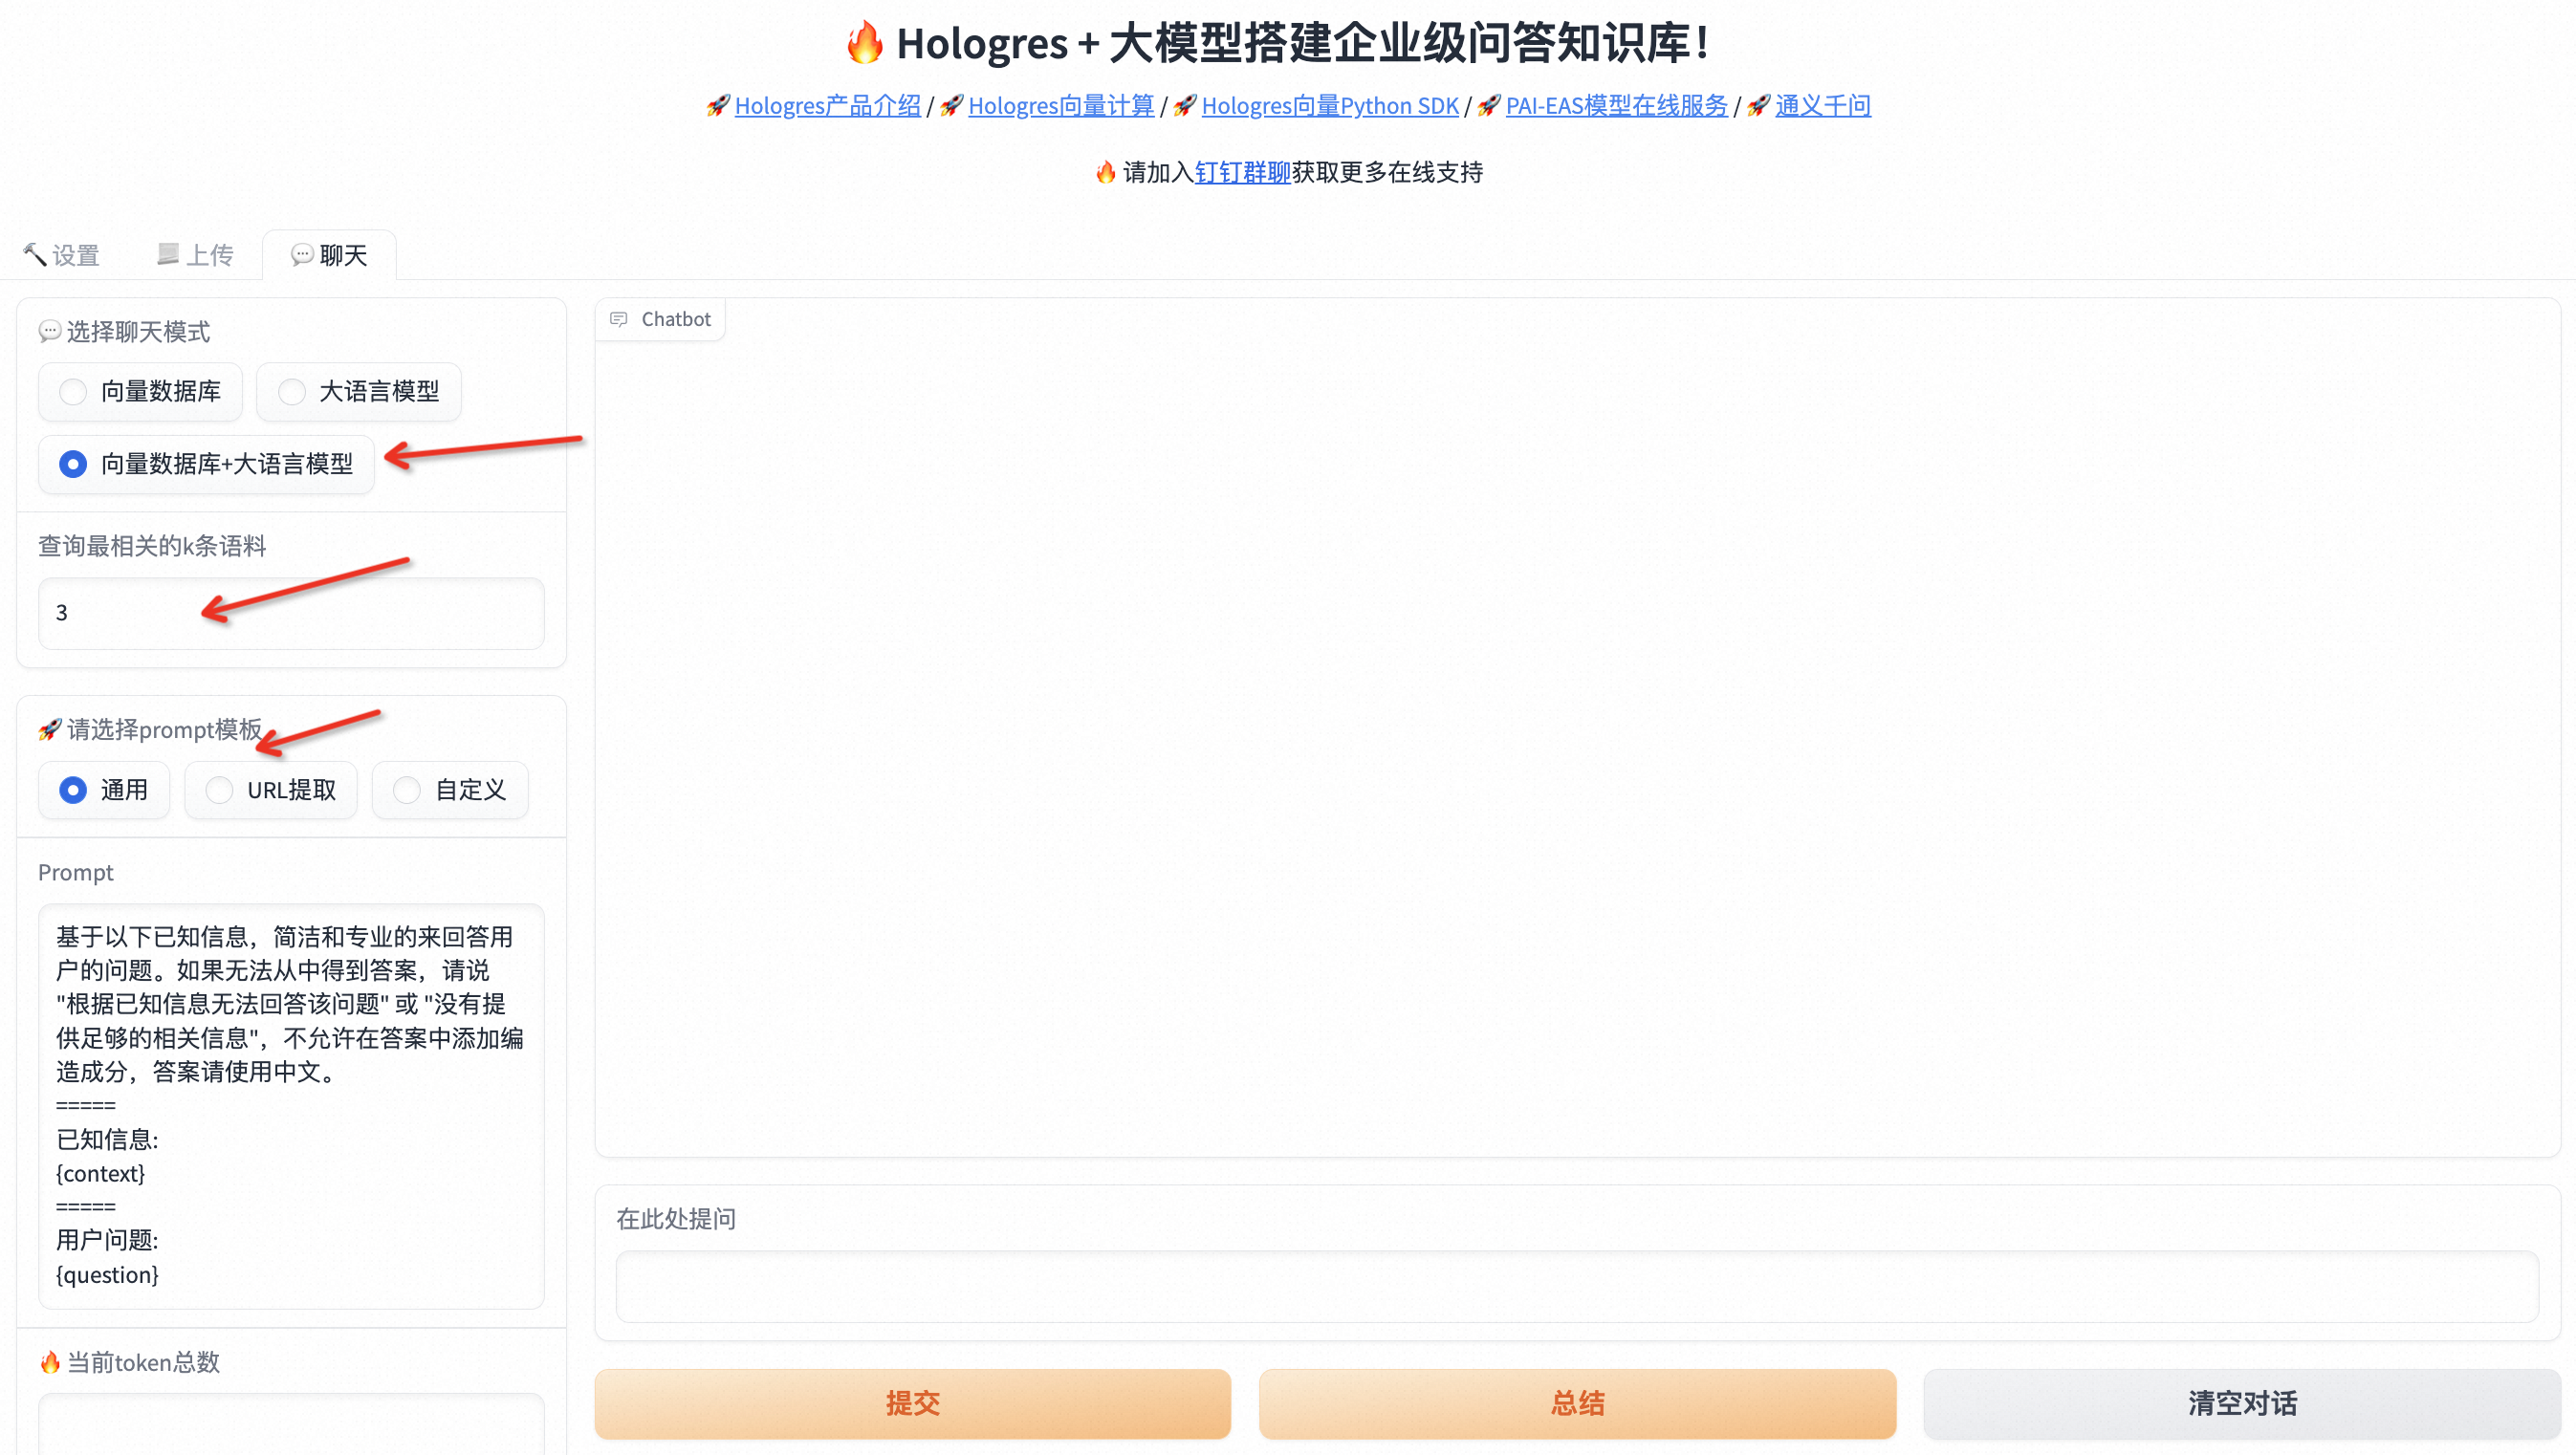 Hologres + 大模型搭建企业级问答知识库！
Hologres产品介绍 / Hologres向量计算 / Hologres向量Python SDK / PAI-EAS模型在线服务 / 通义千问
请加入钉钉群聊获取更多在线支持
设置
上传
聊天
选择聊天模式
向量数据库
大语言模型
向量数据库+大语言模型
查询最相关的k条语料
3
请选择prompt模板
通用
URL提取
自定义
Prompt
基于以下已知信息，简洁和专业的来回答用
户的问题。如果无法从中得到答案，请说
"根据已知信息无法回答该问题" 或 "没有提
供足够的相关信息"，不允许在答案中添加编
造成分，答案请使用中文。
=====
已知信息:
{context}
=====
用户问题:
{question}
当前token总数
Chatbot
在此处提问
提交
总结
清空对话